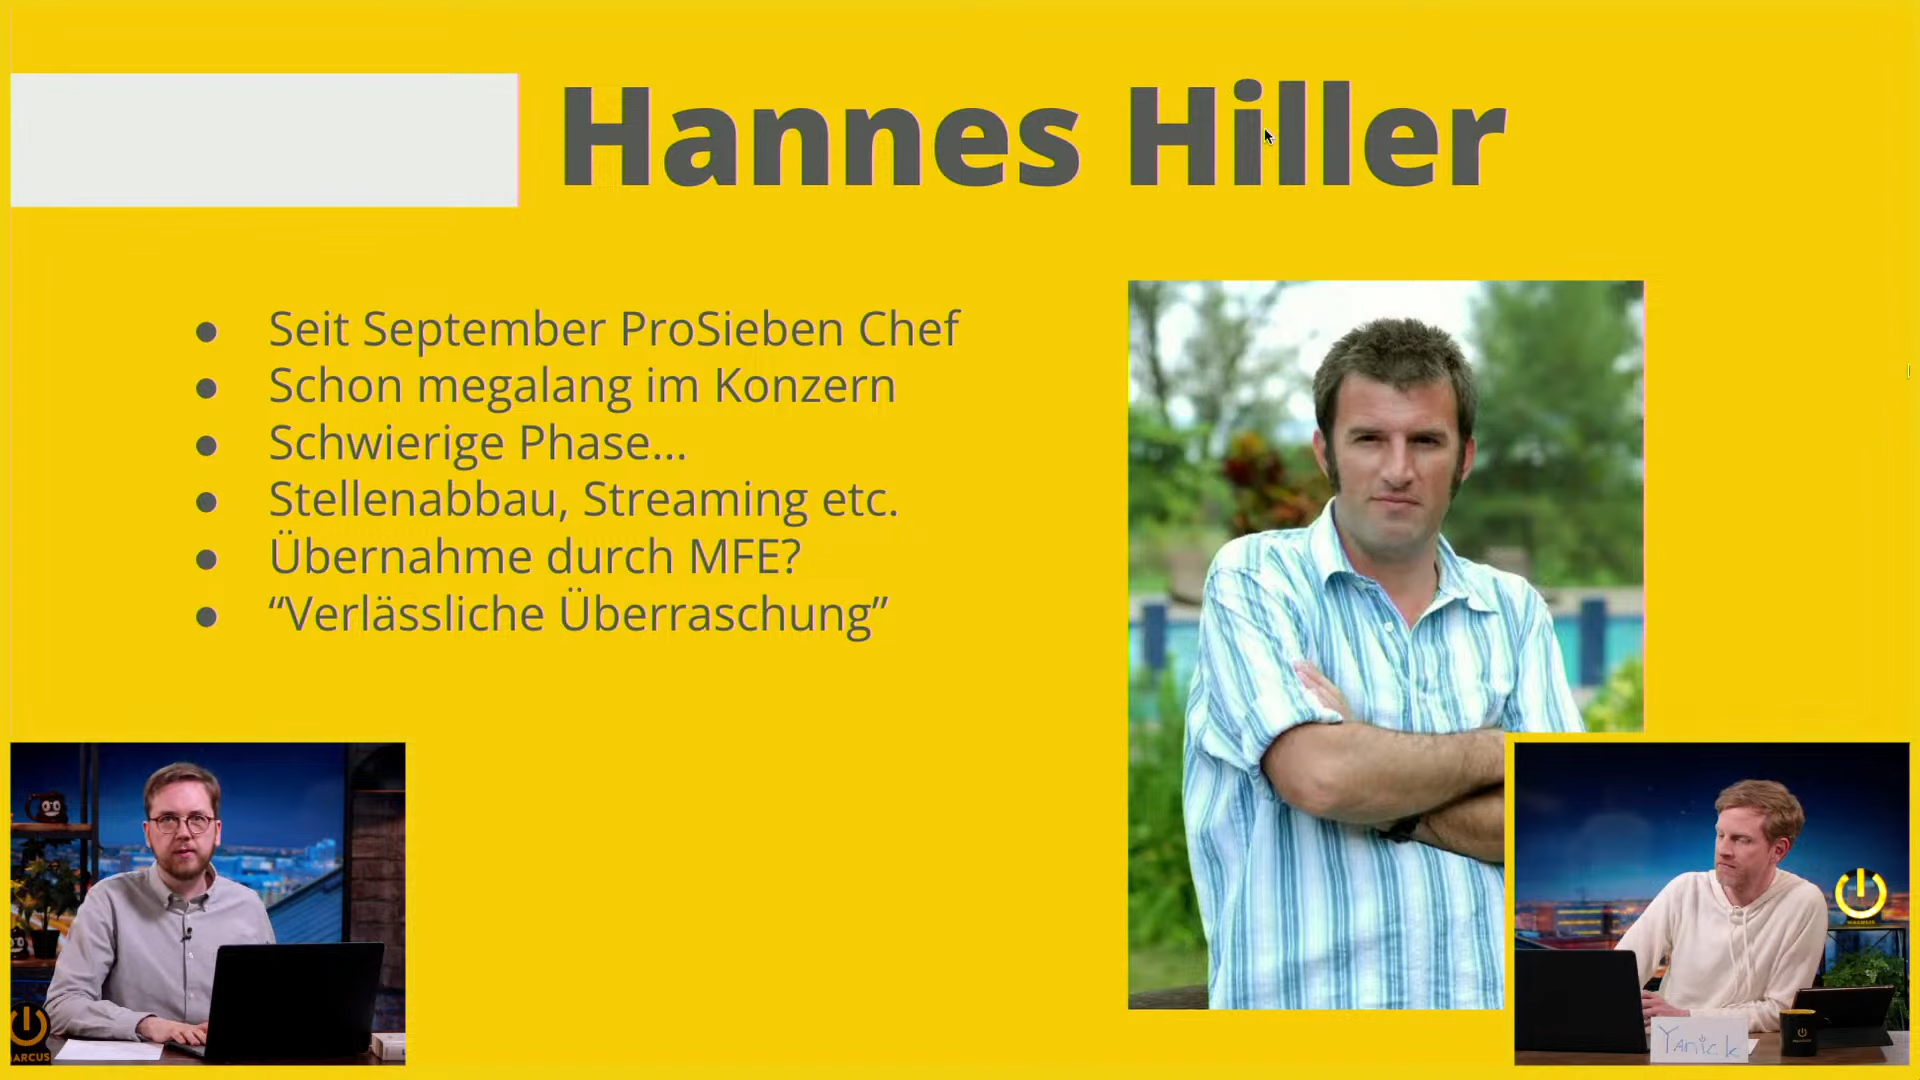 Hannes Hiller
● Seit September ProSieben Chef
● Schon megalang im Konzern
● Schwierige Phase...
● Stellenabbau, Streaming etc.
● Übernahme durch MFE?
● “Verlässliche Überraschung”
MARCUS
Yanick